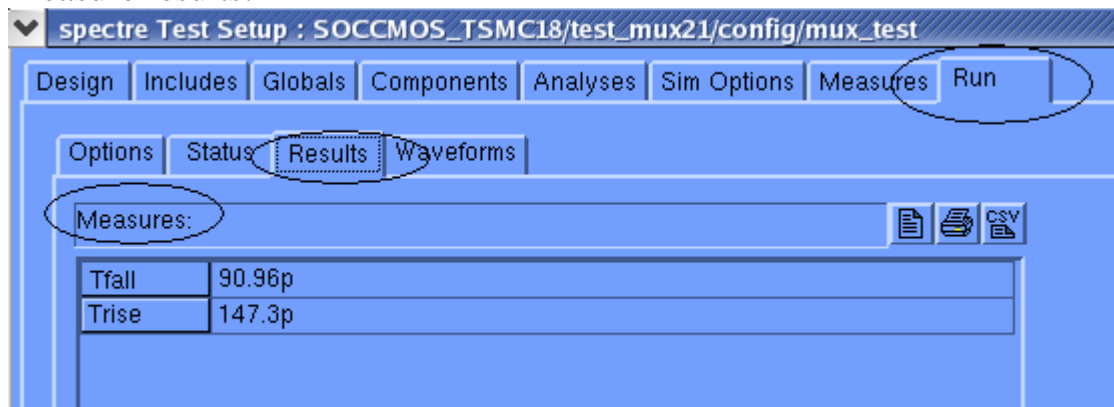 spectre Test Setup : SOCCMOS_TSMC18/test_mux21/config/mux_test
Design Includes Globals Components Analyses Sim Options Measures Run
Options Status Results Waveforms
Measures:
CSV
Tfall 90.96p
Trise 147.3p